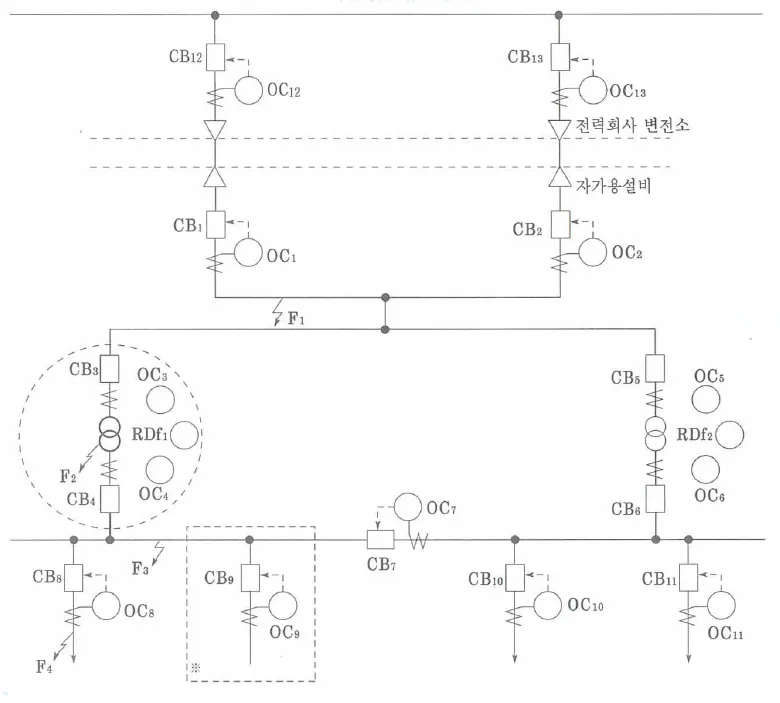 CB12
OC12
CB13
OC13
전력회사 변전소
자가용설비
CB1
OC1
CB2
OC2
F1
CB3
OC3
RDf1
F2
OC4
CB4
CB5
OC5
RDf2
OC6
CB6
OC7
CB7
F3
CB8
OC8
F4
CB9
OC9
※
CB10
OC10
CB11
OC11